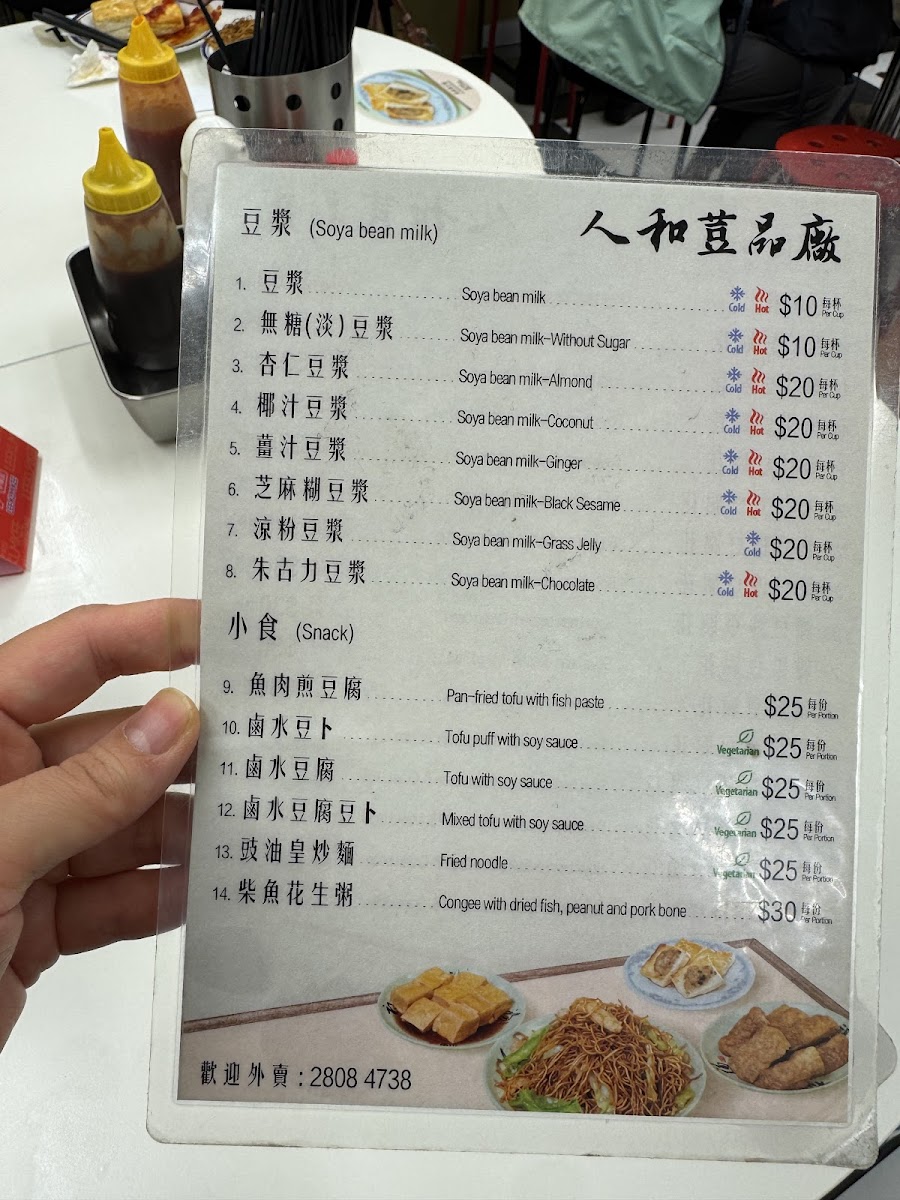 豆漿 (Soya bean milk)
人和荳品廠
1. 豆漿 Soya bean milk Cold Hot $10 每杯 Per Cup
2. 無糖(淡)豆漿 Soya bean milk-Without Sugar Cold Hot $10 每杯 Per Cup
3. 杏仁豆漿 Soya bean milk-Almond Cold Hot $20 每杯 Per Cup
4. 椰汁豆漿 Soya bean milk-Coconut Cold Hot $20 每杯 Per Cup
5. 薑汁豆漿 Soya bean milk-Ginger Cold Hot $20 每杯 Per Cup
6. 芝麻糊豆漿 Soya bean milk-Black Sesame Cold Hot $20 每杯 Per Cup
7. 涼粉豆漿 Soya bean milk-Grass Jelly Cold $20 每杯 Per Cup
8. 朱古力豆漿 Soya bean milk-Chocolate Cold Hot $20 每杯 Per Cup
小食 (Snack)
9. 魚肉煎豆腐 Pan-fried tofu with fish paste $25 每份 Per Portion
10. 鹵水豆卜 Tofu puff with soy sauce Vegetarian $25 每份 Per Portion
11. 鹵水豆腐 Tofu with soy sauce Vegetarian $25 每份 Per Portion
12. 鹵水豆腐豆卜 Mixed tofu with soy sauce Vegetarian $25 每份 Per Portion
13. 豉油皇炒麵 Fried noodle Vegetarian $25 每份 Per Portion
14. 柴魚花生粥 Congee with dried fish, peanut and pork bone $30 每份 Per Portion
歡迎外賣 : 2808 4738